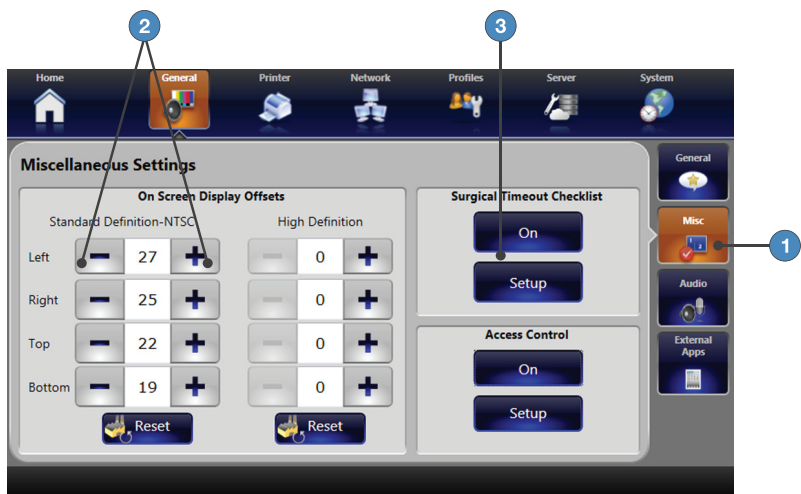 2 3
Home General Printer Network Profiles Server System
Miscellaneous Settings
General
On Screen Display Offsets
Surgical Timeout Checklist
Standard Definition-NTSC High Definition
Misc
On
1
Left 27 0
Setup
Audio
Right 25 0
Access Control
External
Apps
Top 22 0
On
Bottom 19 0
Setup
Reset Reset